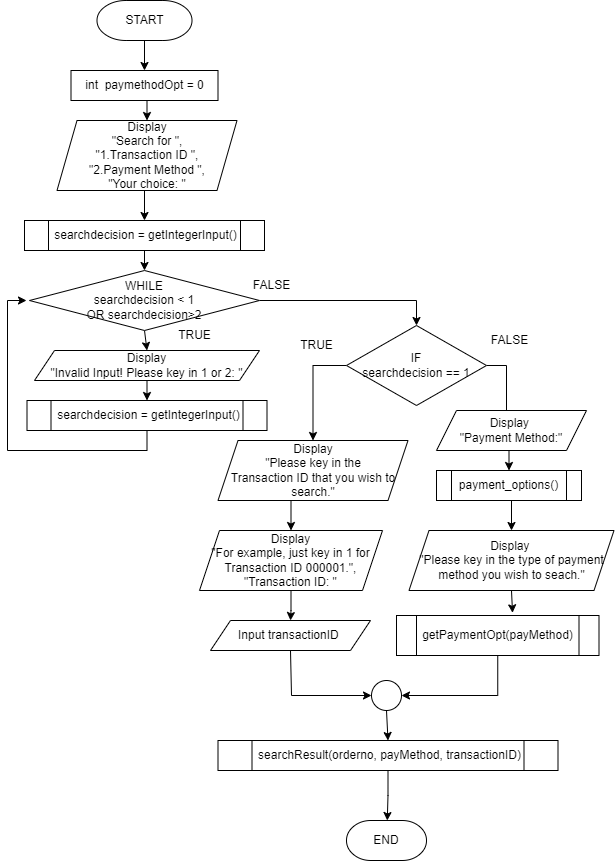 START
int  paymethodOpt = 0
Display
"Search for ",
"1.Transaction ID ",
"2.Payment Method ",
"Your choice: "
searchdecision = getIntegerInput()
WHILE
searchdecision < 1
OR searchdecision>2
FALSE
TRUE
Display
"Invalid Input! Please key in 1 or 2: "
searchdecision = getIntegerInput()
TRUE
IF
searchdecision == 1
FALSE
Display
"Please key in the
Transaction ID that you wish to
search."
Display
"For example, just key in 1 for
Transaction ID 000001.",
"Transaction ID: "
Input transactionID
Display
"Payment Method:"
payment_options()
Display
"Please key in the type of payment
method you wish to seach."
getPaymentOpt(payMethod)
searchResult(orderno, payMethod, transactionID)
END